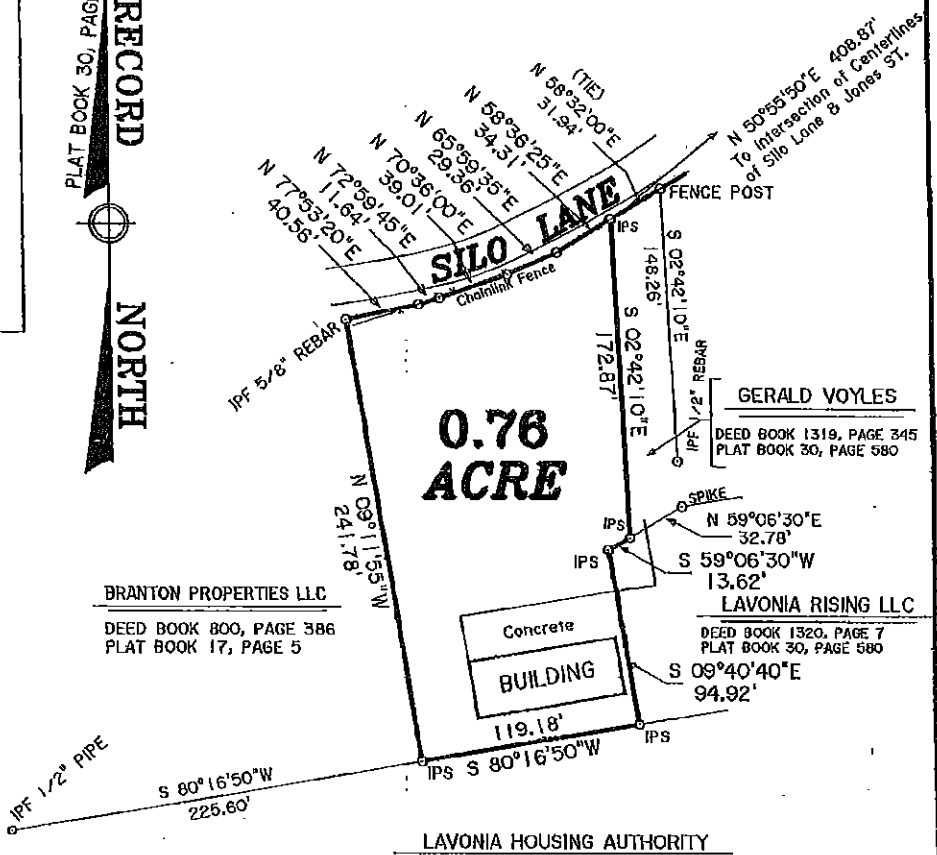 PLAT BOOK 30, PAGE
RECORD
NORTH
N 77°53'20"E
40.56'
N 72°59'45"E
11.64'
N 70°36'00"E
39.01'
N 65°59'35"E
29.36'
N 58°36'25"E
34.31'
(TIE)
N 58°32'00"E
31.94'
N 50°55'50"E 408.87'
To Intersection of Centerlines
of Silo Lane & Jones ST.
SILO LANE
Chainlink Fence
IPS
FENCE POST
IPF 5/8" REBAR
S 02°42'10"E
148.26'
S 02°42'10"E
172.87'
IPF 1/2" REBAR
GERALD VOYLES
DEED BOOK 1319, PAGE 345
PLAT BOOK 30, PAGE 580
0.76
ACRE
N 09°11'55"W
241.78'
SPIKE
N 59°06'30"E
32.78'
IPS
IPS
S 59°06'30"W
13.62'
BRANTON PROPERTIES LLC
DEED BOOK 800, PAGE 386
PLAT BOOK 17, PAGE 5
LAVONIA RISING LLC
DEED BOOK 1320, PAGE 7
PLAT BOOK 30, PAGE 580
Concrete
BUILDING
S 09°40'40"E
94.92'
119.18'
IPS S 80°16'50"W
IPS
IPF 1/2" PIPE
S 80°16'50"W
225.60'
LAVONIA HOUSING AUTHORITY